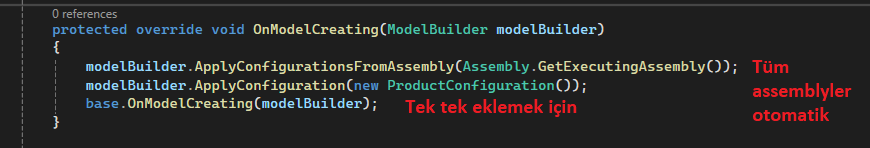 0 references
protected override void OnModelCreating(ModelBuilder modelBuilder)
{
modelBuilder.ApplyConfigurationsFromAssembly(Assembly.GetExecutingAssembly());
modelBuilder.ApplyConfiguration(new ProductConfiguration());
base.OnModelCreating(modelBuilder);
}
Tüm
assemblyler
otomatik
Tek tek eklemek için